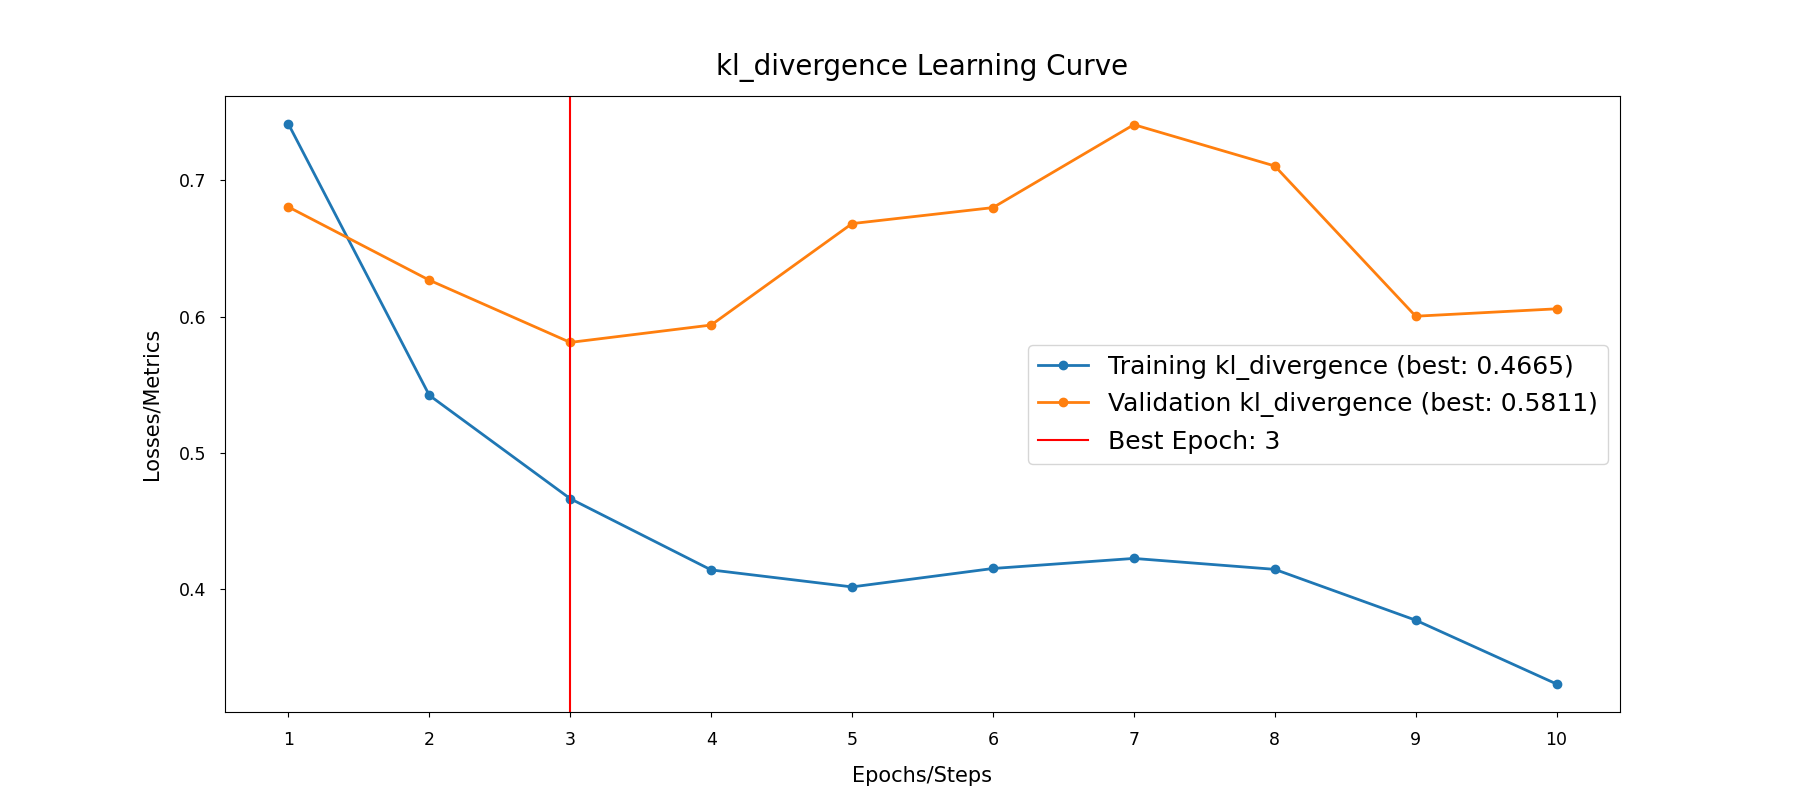 kl_divergence Learning Curve
Losses/Metrics
0.7
0.6
0.5
0.4
Training kl_divergence (best: 0.4665)
Validation kl_divergence (best: 0.5811)
Best Epoch: 3
1 2 3 4 5 6 7 8 9 10
Epochs/Steps